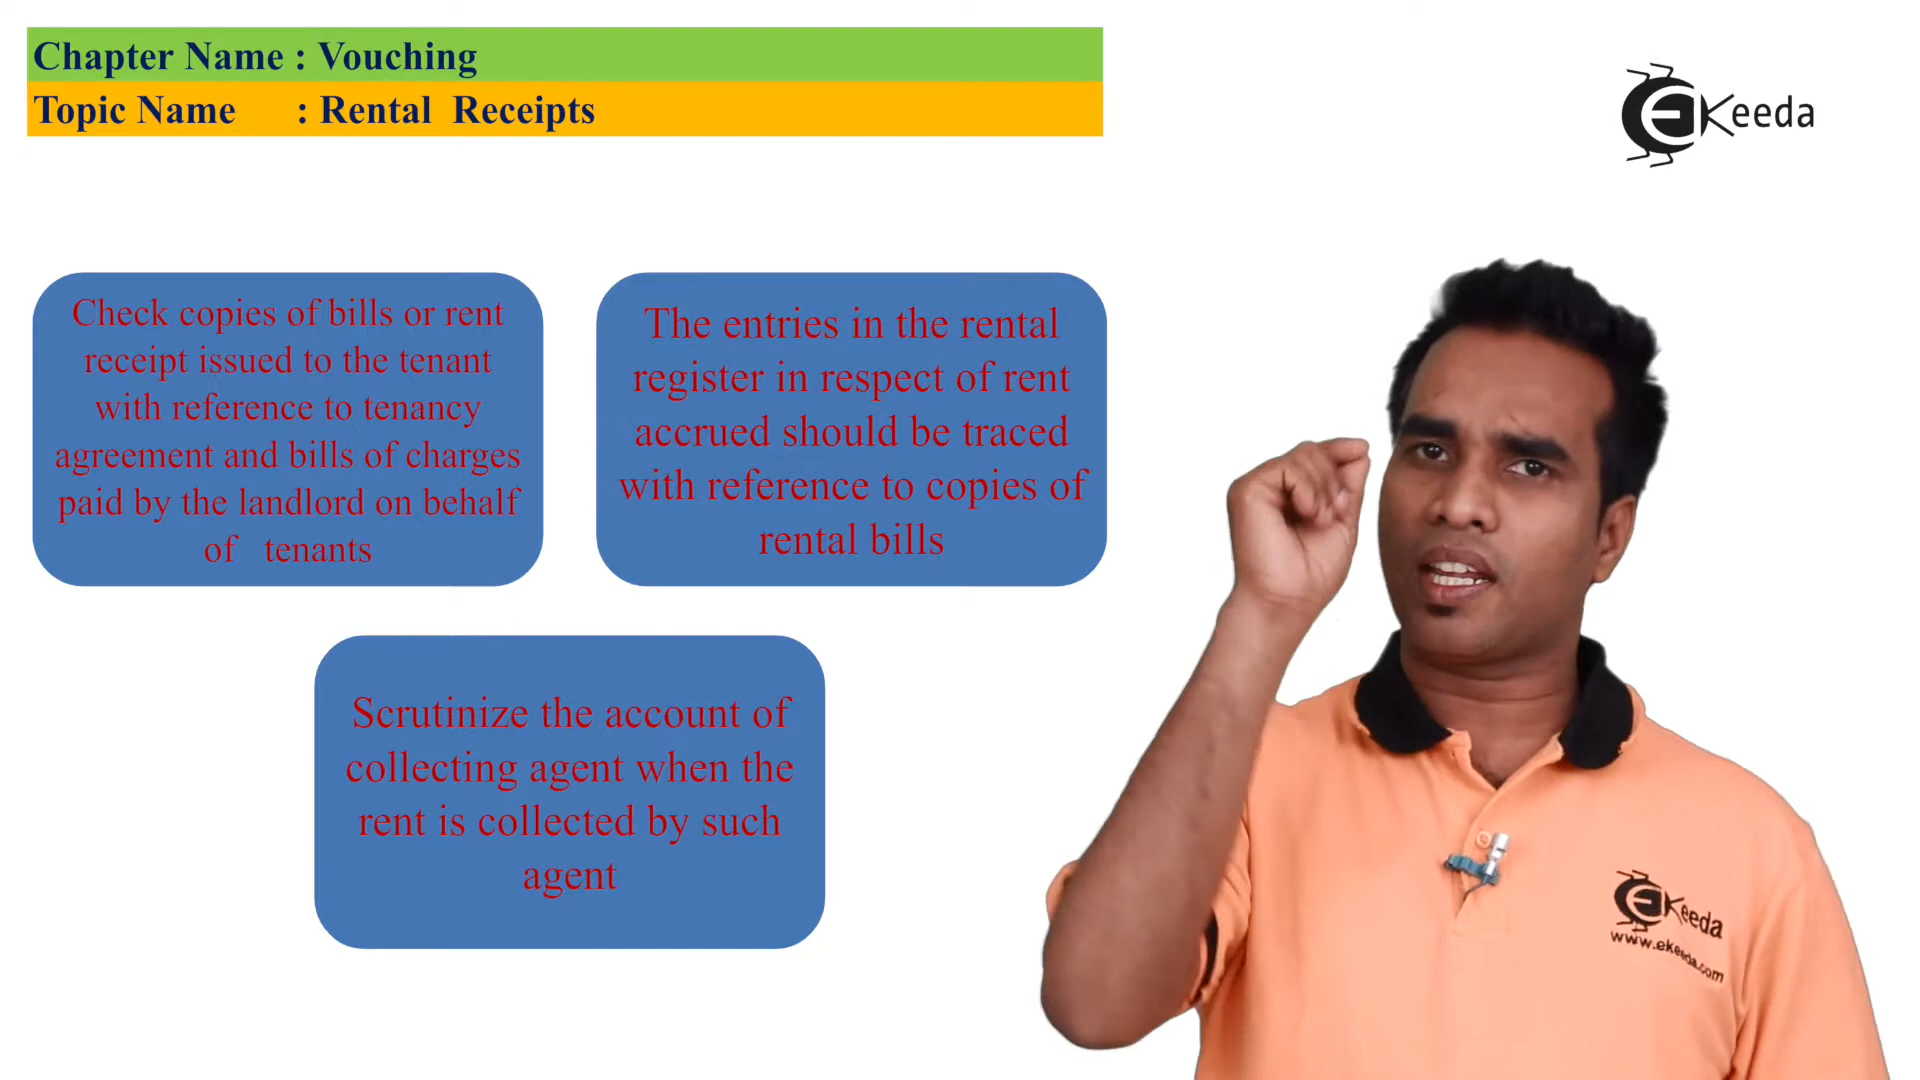 Chapter Name : Vouching
Topic Name : Rental Receipts
Keeda
Check copies of bills or rent
receipt issued to the tenant
with reference to tenancy
agreement and bills of charges
paid by the landlord on behalf
of tenants
The entries in the rental
register in respect of rent
accrued should be traced
with reference to copies of
rental bills
Scrutinize the account of
collecting agent when the
rent is collected by such
agent
EKeeda
www.ekeeda.com